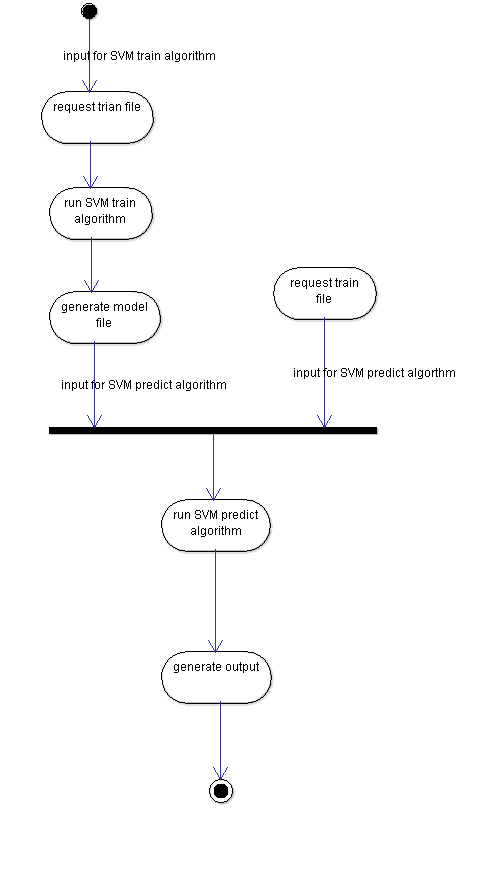 input for SVM train algorithm
request trian file
run SVM train
algorithm
request train
file
generate model
file
input for SVM predict algorithm
input for SVM predict algorthm
run SVM predict
algorithm
generate output